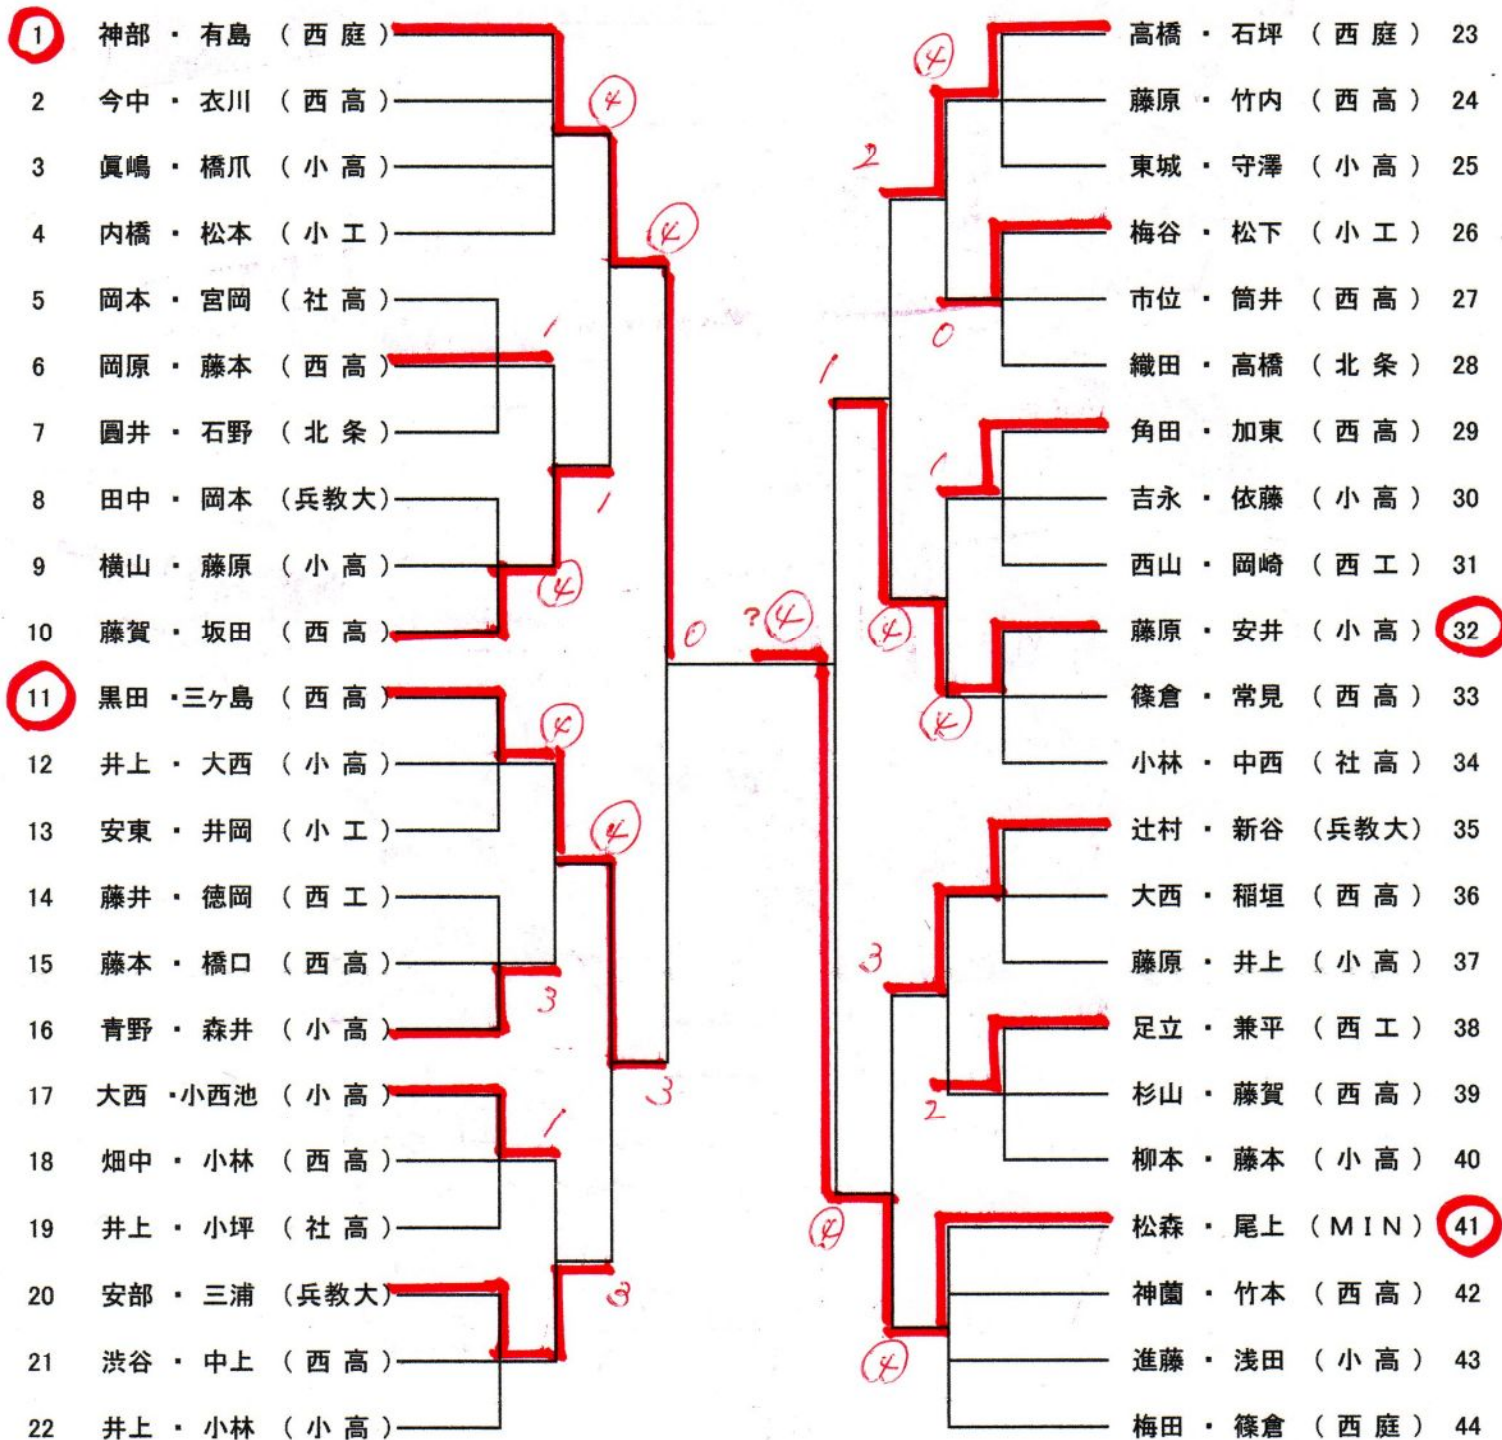 1 神部 ・ 有島 ( 西 庭 )
2 今中 ・ 衣川 ( 西 高 )
3 眞嶋 ・ 橋爪 ( 小 高 )
4 内橋 ・ 松本 ( 小 工 )
5 岡本 ・ 宮岡 ( 社 高 )
6 岡原 ・ 藤本 ( 西 高 )
7 圓井 ・ 石野 ( 北 条 )
8 田中 ・ 岡本 (兵教大)
9 横山 ・ 藤原 ( 小 高 )
10 藤賀 ・ 坂田 ( 西 高 )
11 黒田 ・三ヶ島 ( 西 高 )
12 井上 ・ 大西 ( 小 高 )
13 安東 ・ 井岡 ( 小 工 )
14 藤井 ・ 徳岡 ( 西 工 )
15 藤本 ・ 橋口 ( 西 高 )
16 青野 ・ 森井 ( 小 高 )
17 大西 ・小西池 ( 小 高 )
18 畑中 ・ 小林 ( 西 高 )
19 井上 ・ 小坪 ( 社 高 )
20 安部 ・ 三浦 (兵教大)
21 渋谷 ・ 中上 ( 西 高 )
22 井上 ・ 小林 ( 小 高 )
④
④
1
1
④
④
④
3
3
1
3
0
?④
高橋 ・ 石坪 ( 西 庭 ) 23
藤原 ・ 竹内 ( 西 高 ) 24
東城 ・ 守澤 ( 小 高 ) 25
梅谷 ・ 松下 ( 小 工 ) 26
市位 ・ 筒井 ( 西 高 ) 27
織田 ・ 高橋 ( 北 条 ) 28
角田 ・ 加東 ( 西 高 ) 29
吉永 ・ 依藤 ( 小 高 ) 30
西山 ・ 岡崎 ( 西 工 ) 31
藤原 ・ 安井 ( 小 高 ) 32
篠倉 ・ 常見 ( 西 高 ) 33
小林 ・ 中西 ( 社 高 ) 34
辻村 ・ 新谷 (兵教大) 35
大西 ・ 稲垣 ( 西 高 ) 36
藤原 ・ 井上 ( 小 高 ) 37
足立 ・ 兼平 ( 西 工 ) 38
杉山 ・ 藤賀 ( 西 高 ) 39
柳本 ・ 藤本 ( 小 高 ) 40
松森 ・ 尾上 ( M I N ) 41
神薗 ・ 竹本 ( 西 高 ) 42
進藤 ・ 浅田 ( 小 高 ) 43
梅田 ・ 篠倉 ( 西 庭 ) 44
④
2
0
1
1
④
④
3
2
④
④